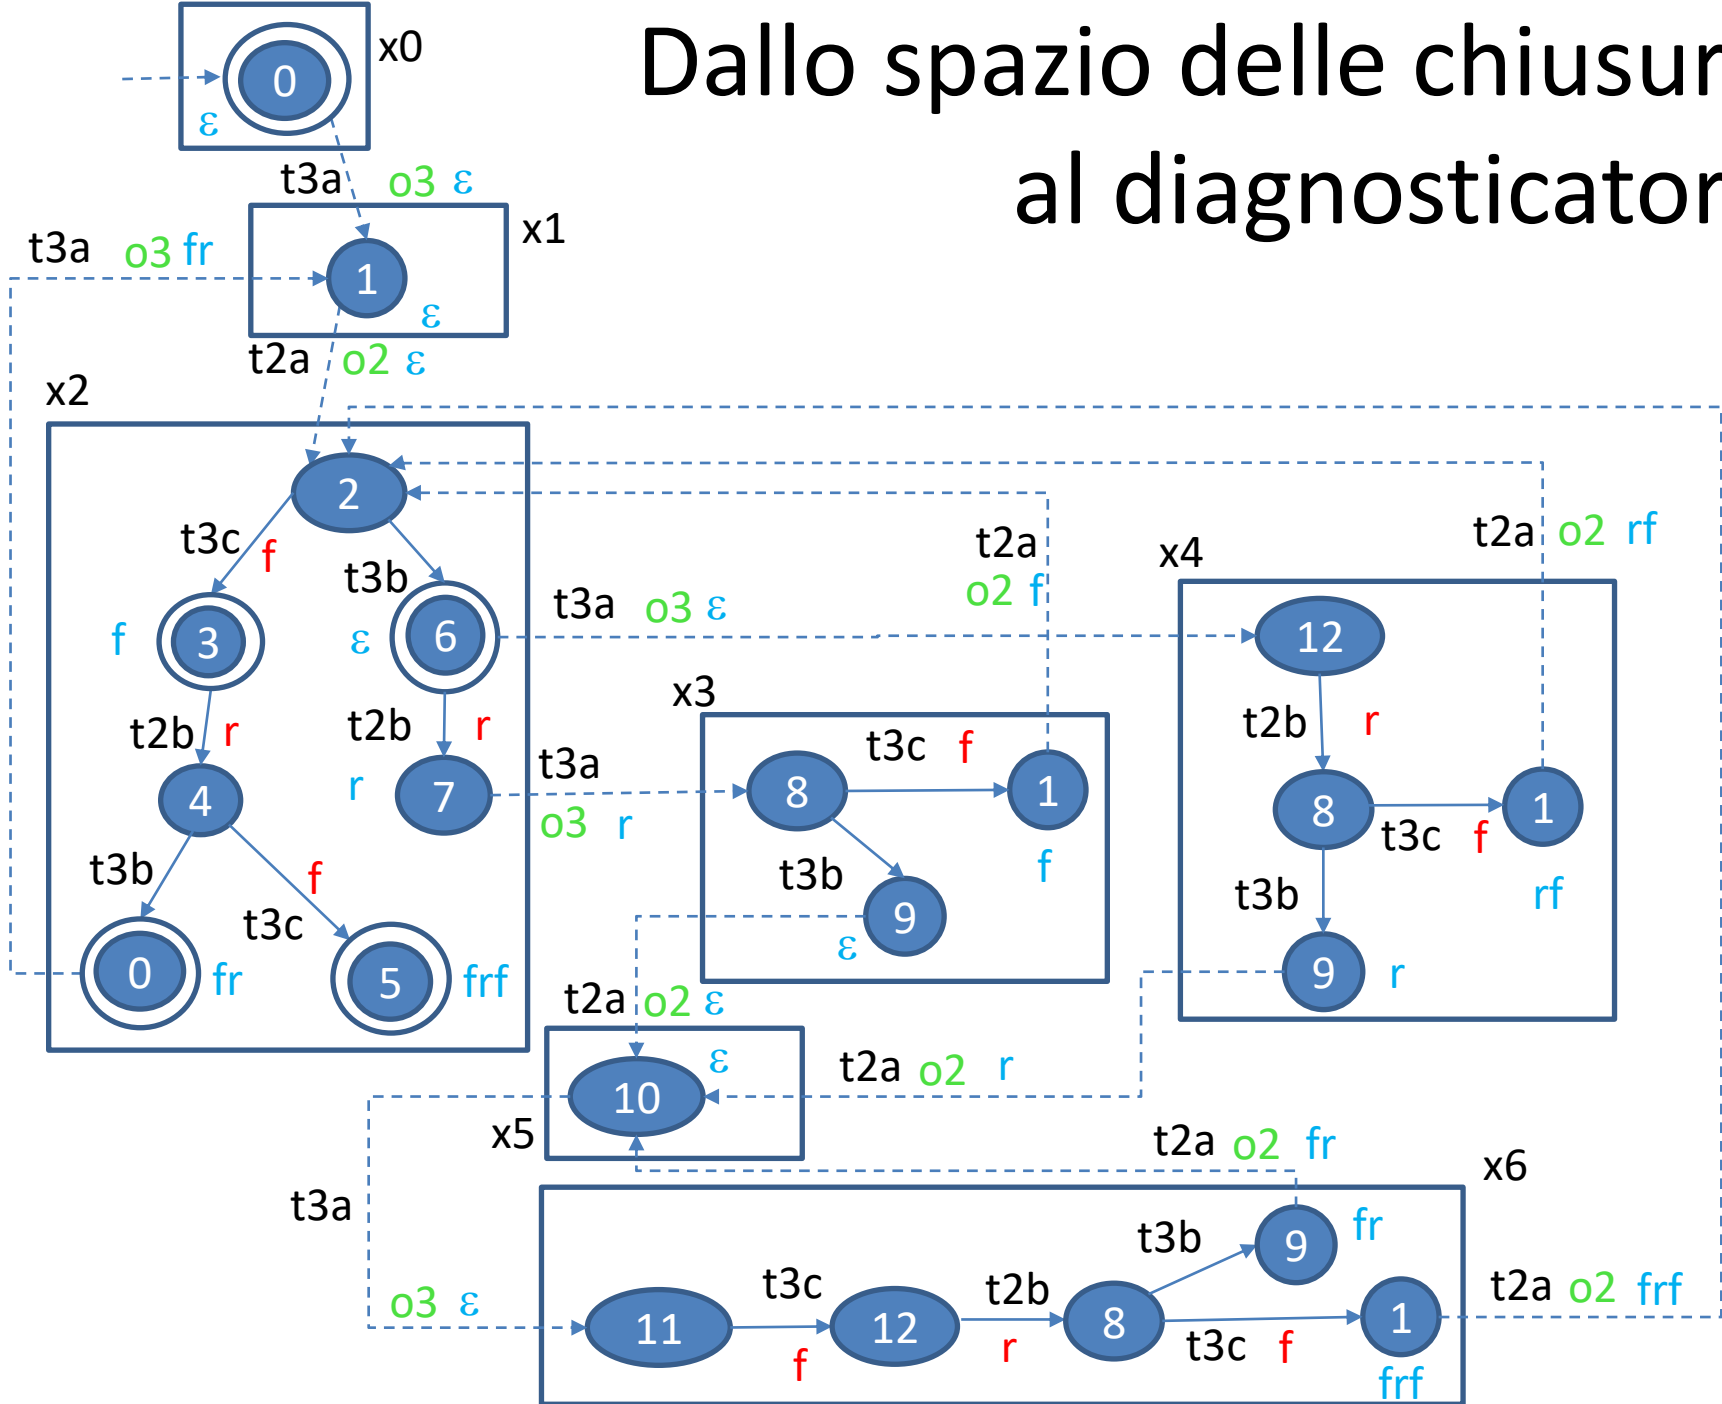 Dallo spazio delle chiusur
al diagnosticator
x0
0
ε
t3a o3 ε
x1
t3a o3 fr
1
ε
t2a o2 ε
x2
2
t3c f
t3b
t2a
o2 f
x4
t2a o2 rf
f
3
ε
6
t3a o3 ε
12
x3
t2b r
t2b r
t3c f
t2b r
4
r
7
t3a
o3 r
8
1
8
1
t3c f
t3b
f
t3b
f
t3b
rf
t3c
9
ε
0
fr
5
frf
9
r
t2a o2 ε
ε
10
t2a o2 r
x5
t2a o2 fr
x6
t3a
9
fr
t3b
t3c
t2b
o3 ε
11
12
8
1
t2a o2 frf
f
r
t3c f
frf